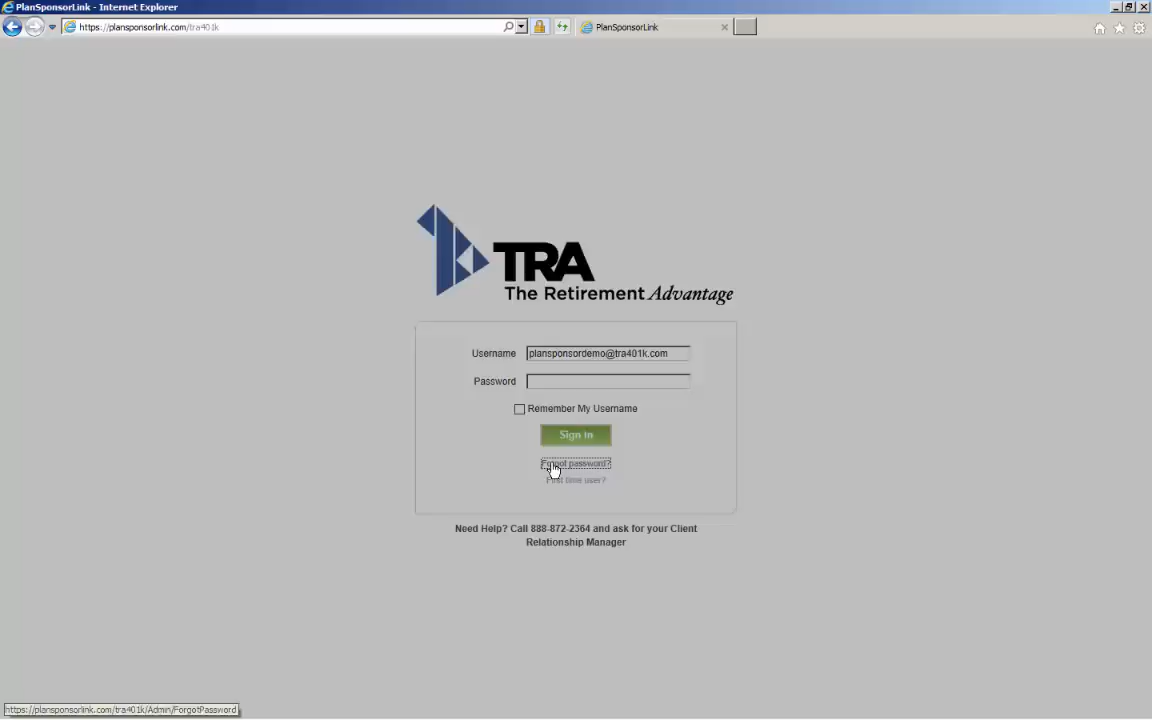 PlanSponsorLink - Internet Explorer
https://plansponsorlink.com/tra401k
PlanSponsorLink
TRA
The Retirement Advantage
Username plansponsordemo@tra401k.com
Password
Remember My Username
Sign In
Forgot password?
First time user?
Need Help? Call 888-872-2364 and ask for your Client
Relationship Manager
https://plansponsorlink.com/tra401k/Admin/ForgotPassword